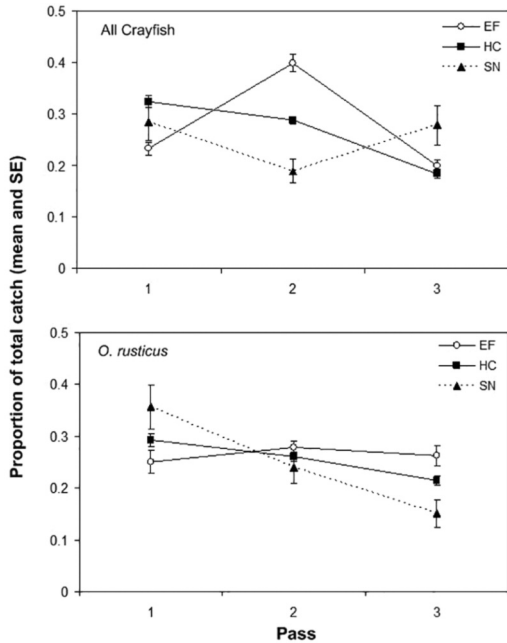 Proportion of total catch (mean and SE)
All Crayfish
EF
HC
SN
0.5
0.4
0.3
0.2
0.1
0
1 2 3
O. rusticus
EF
HC
SN
0.5
0.4
0.3
0.2
0.1
0
1 2 3
Pass